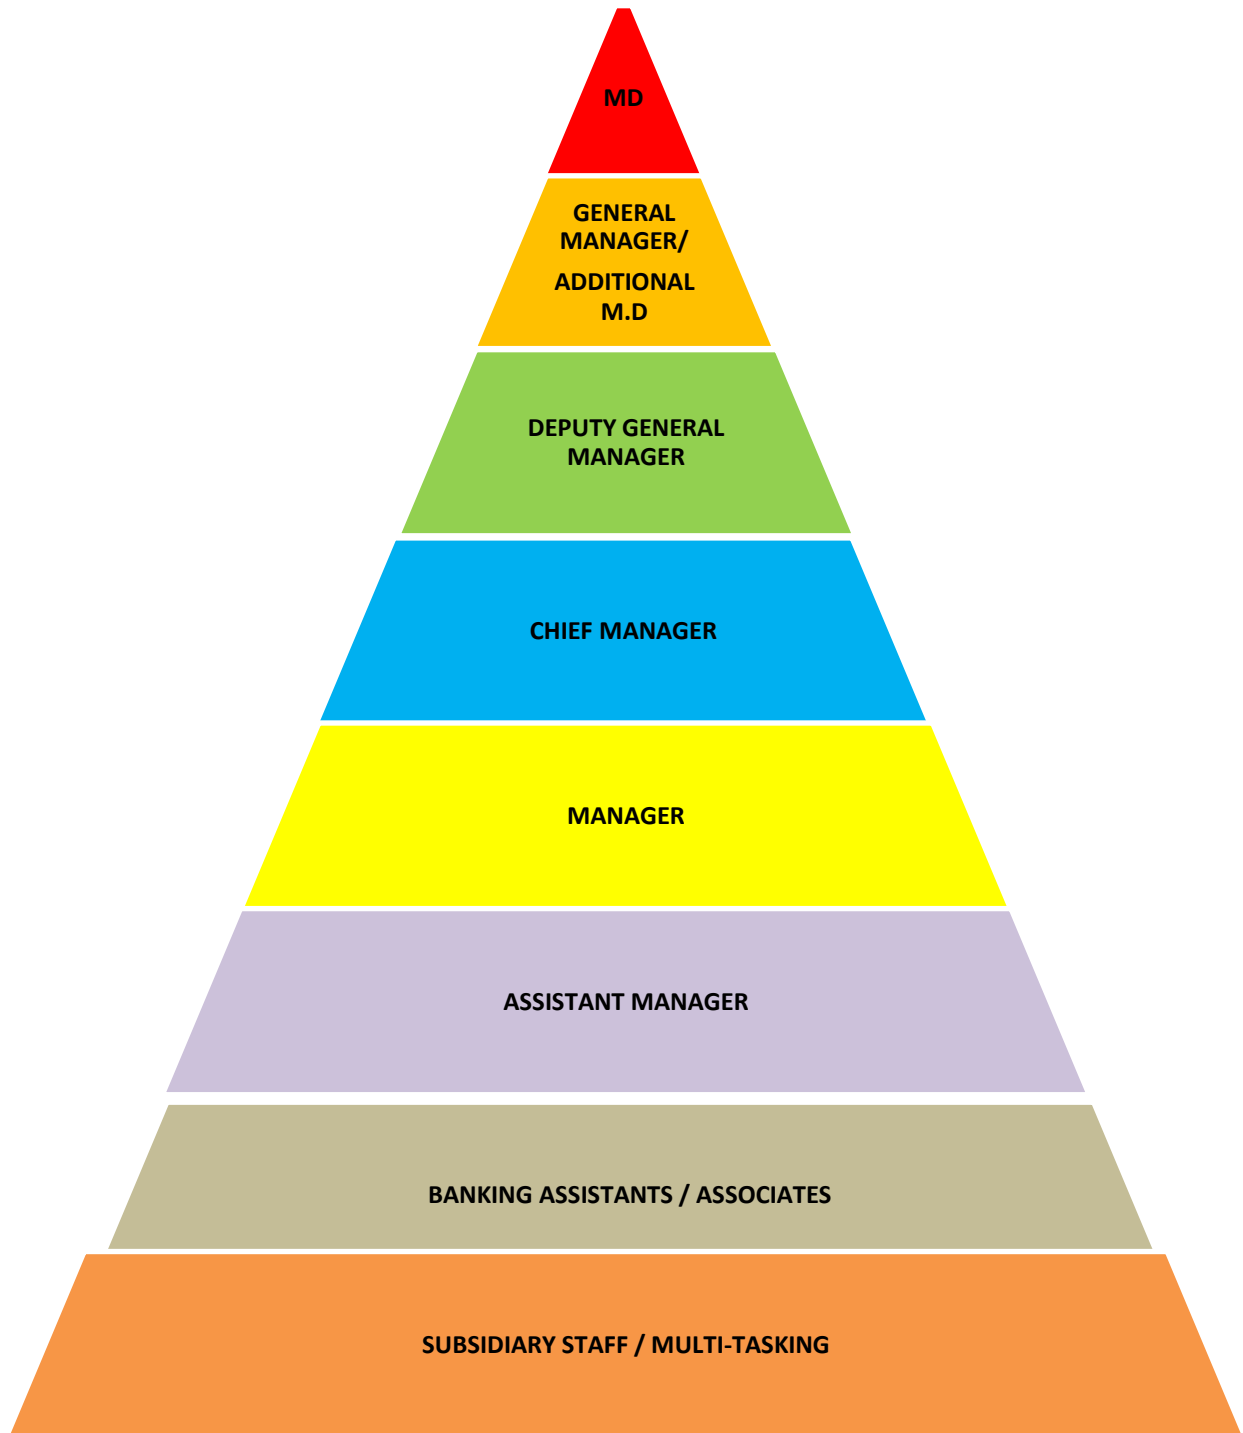 MD
GENERAL
MANAGER/
ADDITIONAL
M.D
DEPUTY GENERAL
MANAGER
CHIEF MANAGER
MANAGER
ASSISTANT MANAGER
BANKING ASSISTANTS / ASSOCIATES
SUBSIDIARY STAFF / MULTI-TASKING